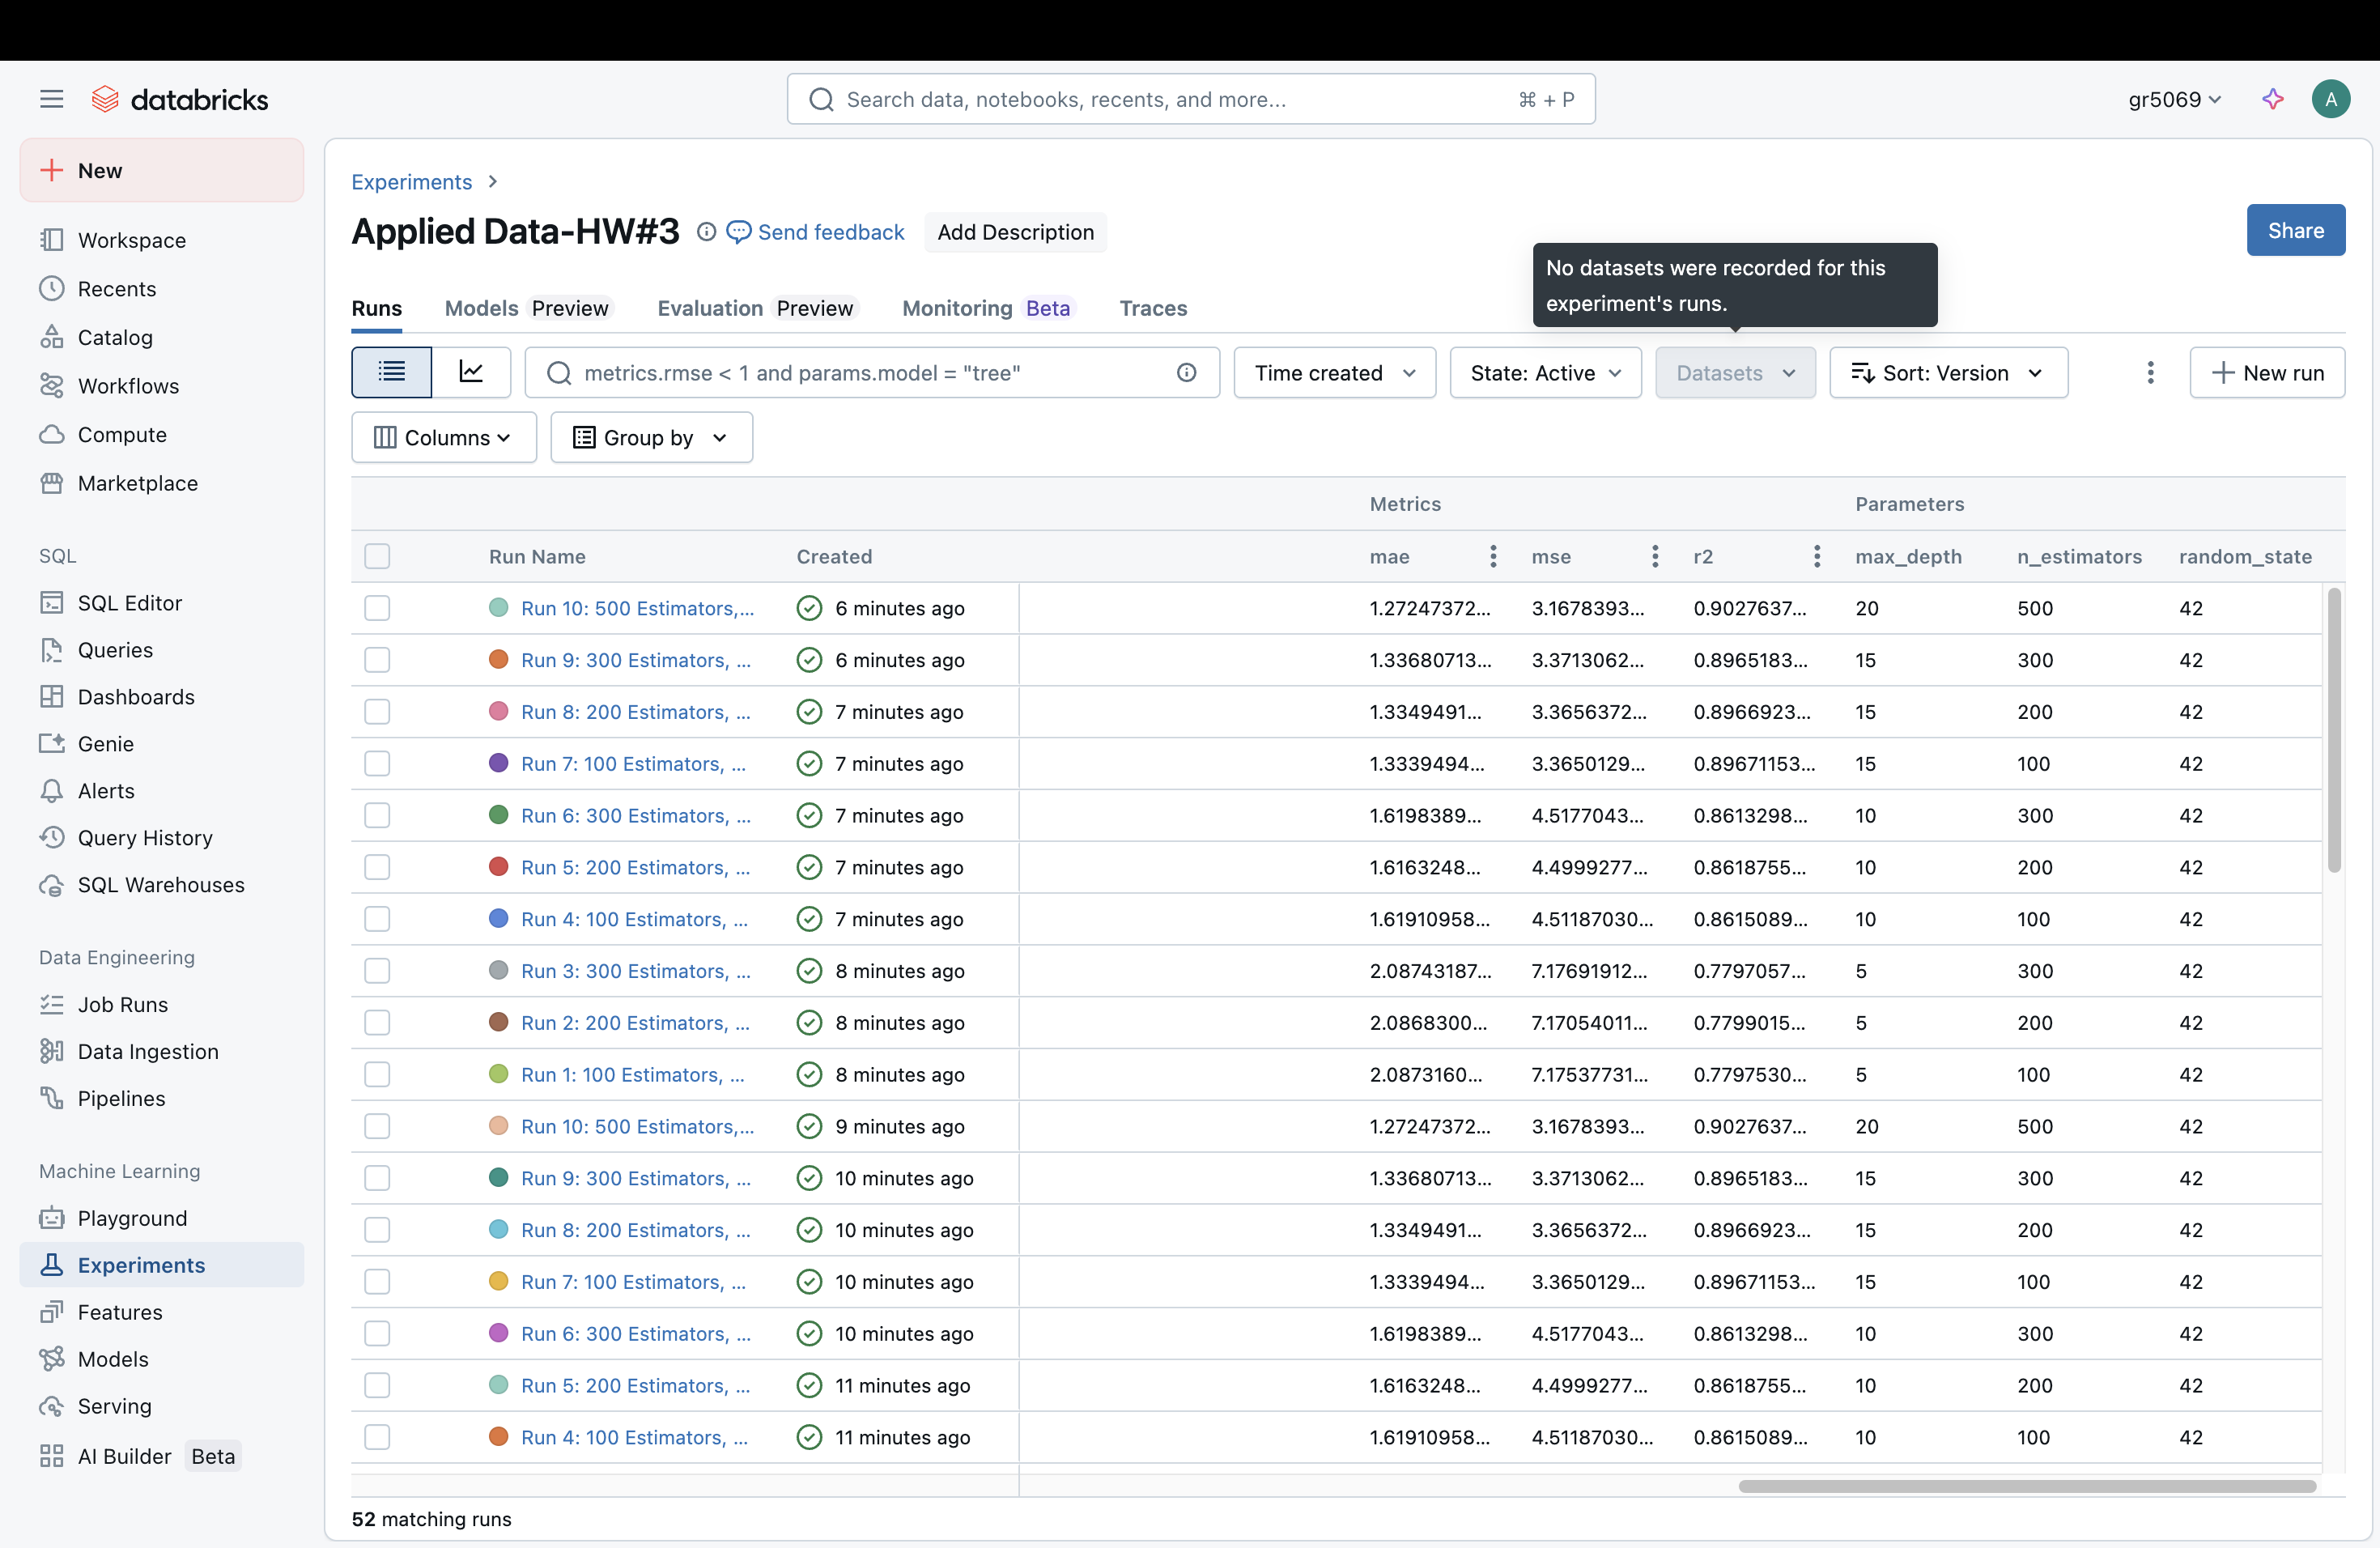 databricks
Search data, notebooks, recents, and more...
⌘ + P
gr5069
A
New
Workspace
Recents
Catalog
Workflows
Compute
Marketplace
SQL
SQL Editor
Queries
Dashboards
Genie
Alerts
Query History
SQL Warehouses
Data Engineering
Job Runs
Data Ingestion
Pipelines
Machine Learning
Playground
Experiments
Features
Models
Serving
AI Builder Beta
Experiments >
Applied Data-HW#3 Send feedback Add Description
Share
No datasets were recorded for this
experiment's runs.
Runs Models Preview Evaluation Preview Monitoring Beta Traces
metrics.rmse < 1 and params.model = "tree" Time created State: Active Datasets Sort: Version New run
Columns Group by
Metrics Parameters
Run Name Created mae mse r2 max_depth n_estimators random_state
Run 10: 500 Estimators,... 6 minutes ago 1.27247372... 3.1678393... 0.9027637... 20 500 42
Run 9: 300 Estimators, ... 6 minutes ago 1.33680713... 3.3713062... 0.8965183... 15 300 42
Run 8: 200 Estimators, ... 7 minutes ago 1.3349491... 3.3656372... 0.8966923... 15 200 42
Run 7: 100 Estimators, ... 7 minutes ago 1.3339494... 3.3650129... 0.89671153... 15 100 42
Run 6: 300 Estimators, ... 7 minutes ago 1.6198389... 4.5177043... 0.8613298... 10 300 42
Run 5: 200 Estimators, ... 7 minutes ago 1.6163248... 4.4999277... 0.8618755... 10 200 42
Run 4: 100 Estimators, ... 7 minutes ago 1.61910958... 4.51187030... 0.8615089... 10 100 42
Run 3: 300 Estimators, ... 8 minutes ago 2.08743187... 7.17691912... 0.7797057... 5 300 42
Run 2: 200 Estimators, ... 8 minutes ago 2.0868300... 7.17054011... 0.7799015... 5 200 42
Run 1: 100 Estimators, ... 8 minutes ago 2.0873160... 7.17537731... 0.7797530... 5 100 42
Run 10: 500 Estimators,... 9 minutes ago 1.27247372... 3.1678393... 0.9027637... 20 500 42
Run 9: 300 Estimators, ... 10 minutes ago 1.33680713... 3.3713062... 0.8965183... 15 300 42
Run 8: 200 Estimators, ... 10 minutes ago 1.3349491... 3.3656372... 0.8966923... 15 200 42
Run 7: 100 Estimators, ... 10 minutes ago 1.3339494... 3.3650129... 0.89671153... 15 100 42
Run 6: 300 Estimators, ... 10 minutes ago 1.6198389... 4.5177043... 0.8613298... 10 300 42
Run 5: 200 Estimators, ... 11 minutes ago 1.6163248... 4.4999277... 0.8618755... 10 200 42
Run 4: 100 Estimators, ... 11 minutes ago 1.61910958... 4.51187030... 0.8615089... 10 100 42
52 matching runs